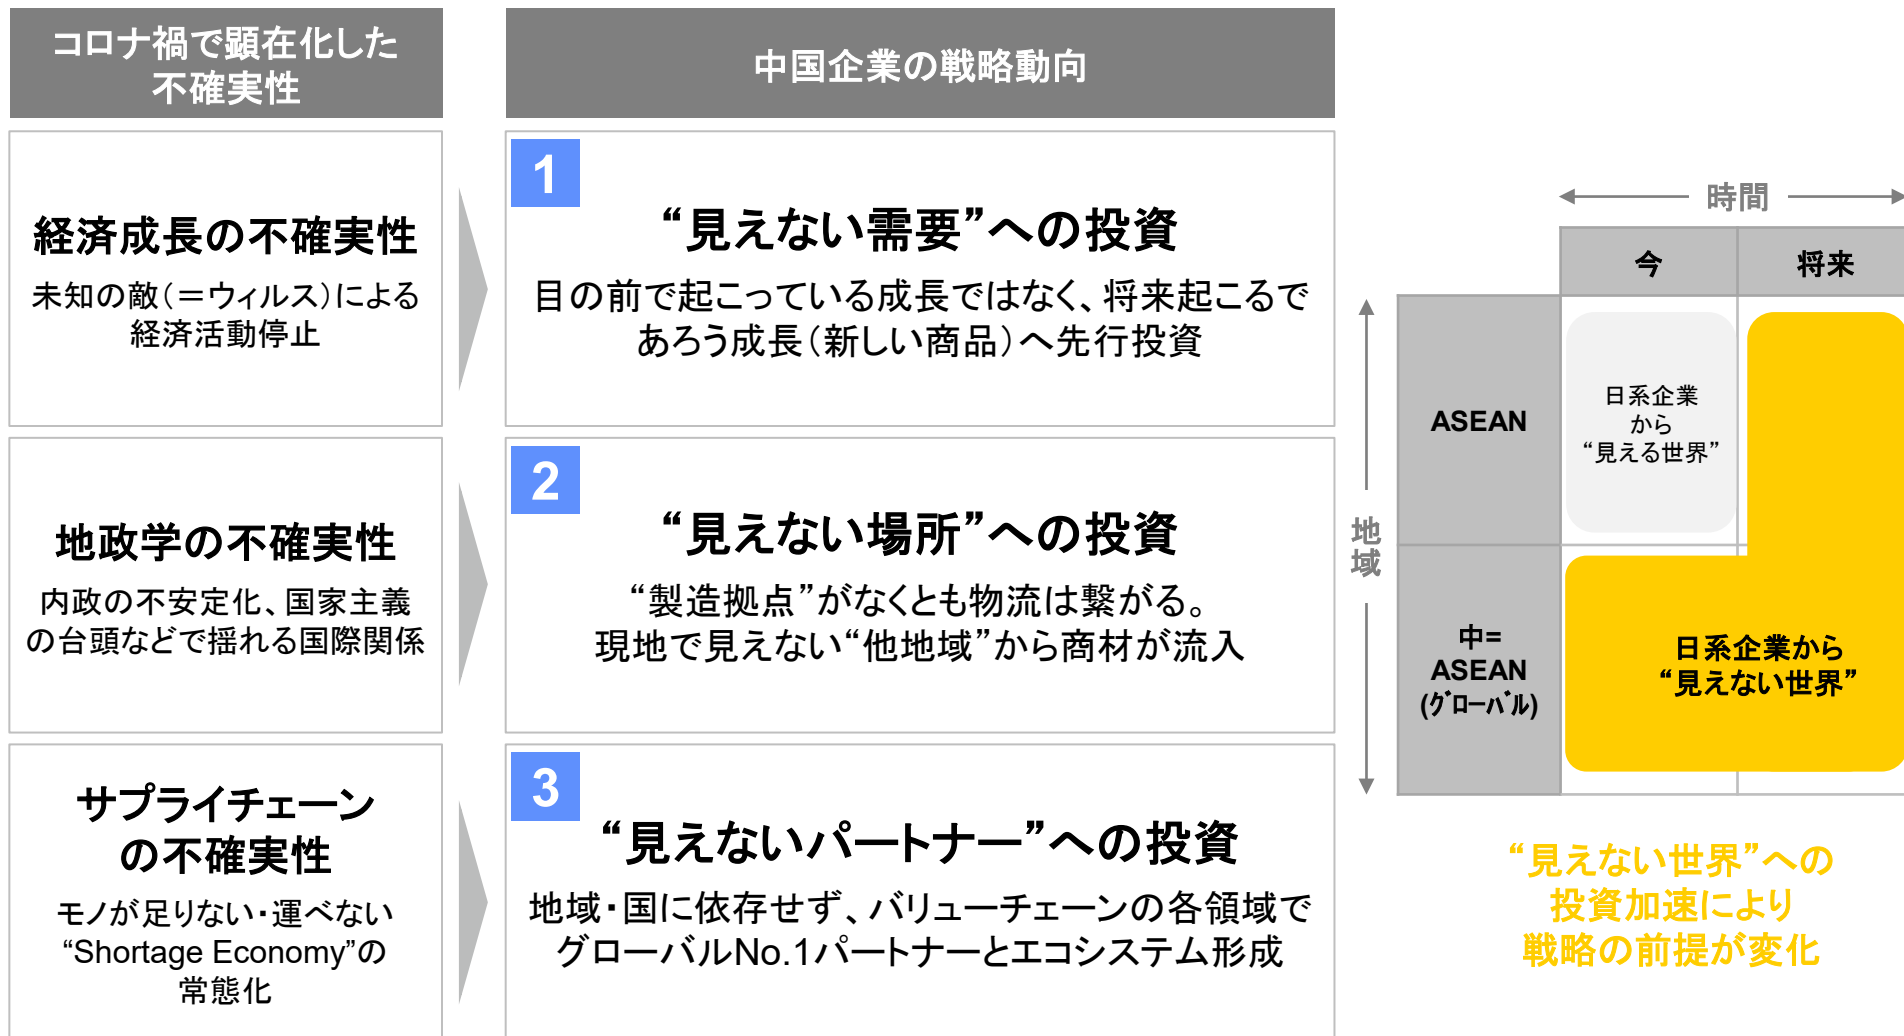 コロナ禍で顕在化した
不確実性
中国企業の戦略動向
経済成長の不確実性
未知の敵（＝ウィルス）による
経済活動停止
1
“見えない需要”への投資
目の前で起こっている成長ではなく、将来起こるで
あろう成長（新しい商品）へ先行投資
地政学の不確実性
内政の不安定化、国家主義
の台頭などで揺れる国際関係
2
“見えない場所”への投資
“製造拠点”がなくとも物流は繋がる。
現地で見えない“他地域”から商材が流入
サプライチェーン
の不確実性
モノが足りない・運べない
“Shortage Economy”の
常態化
3
“見えないパートナー”への投資
地域・国に依存せず、バリューチェーンの各領域で
グローバルNo.1パートナーとエコシステム形成
時間
今
将来
地域
ASEAN
日系企業
から
“見える世界”
中=
ASEAN
(ｸﾞﾛｰﾊﾞﾙ)
日系企業から
“見えない世界”
“見えない世界”への
投資加速により
戦略の前提が変化